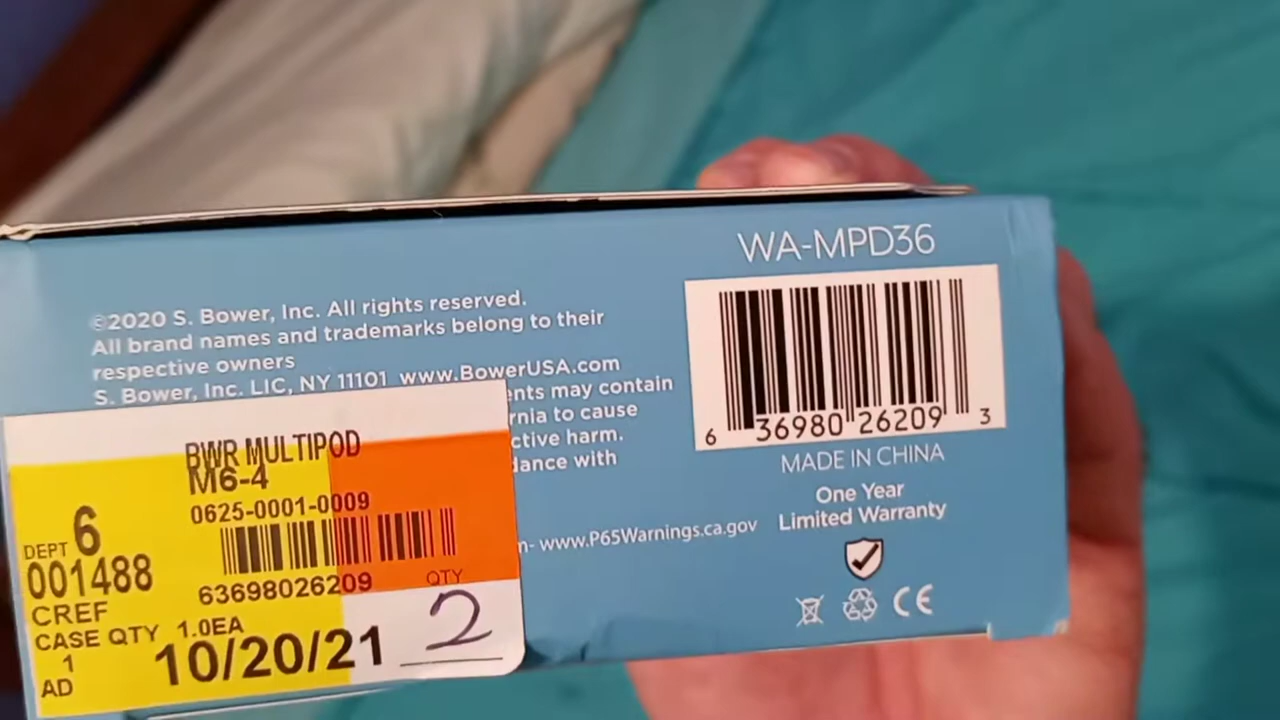 WA-MPD36
©2020 S. Bower, Inc. All rights reserved.
All brand names and trademarks belong to their
respective owners
S. Bower, Inc. LIC, NY 11101 www.BowerUSA.com
ents may contain
rnia to cause
ctive harm.
dance with
n- www.P65Warnings.ca.gov
6 36980 26209 3
MADE IN CHINA
One Year
Limited Warranty
CE
BWR MULTIPOD
M6-4
0625-0001-0009
DEPT 6
001488
63698026209
QTY
2
CREF
CASE QTY 1.0EA
1
10/20/21
AD